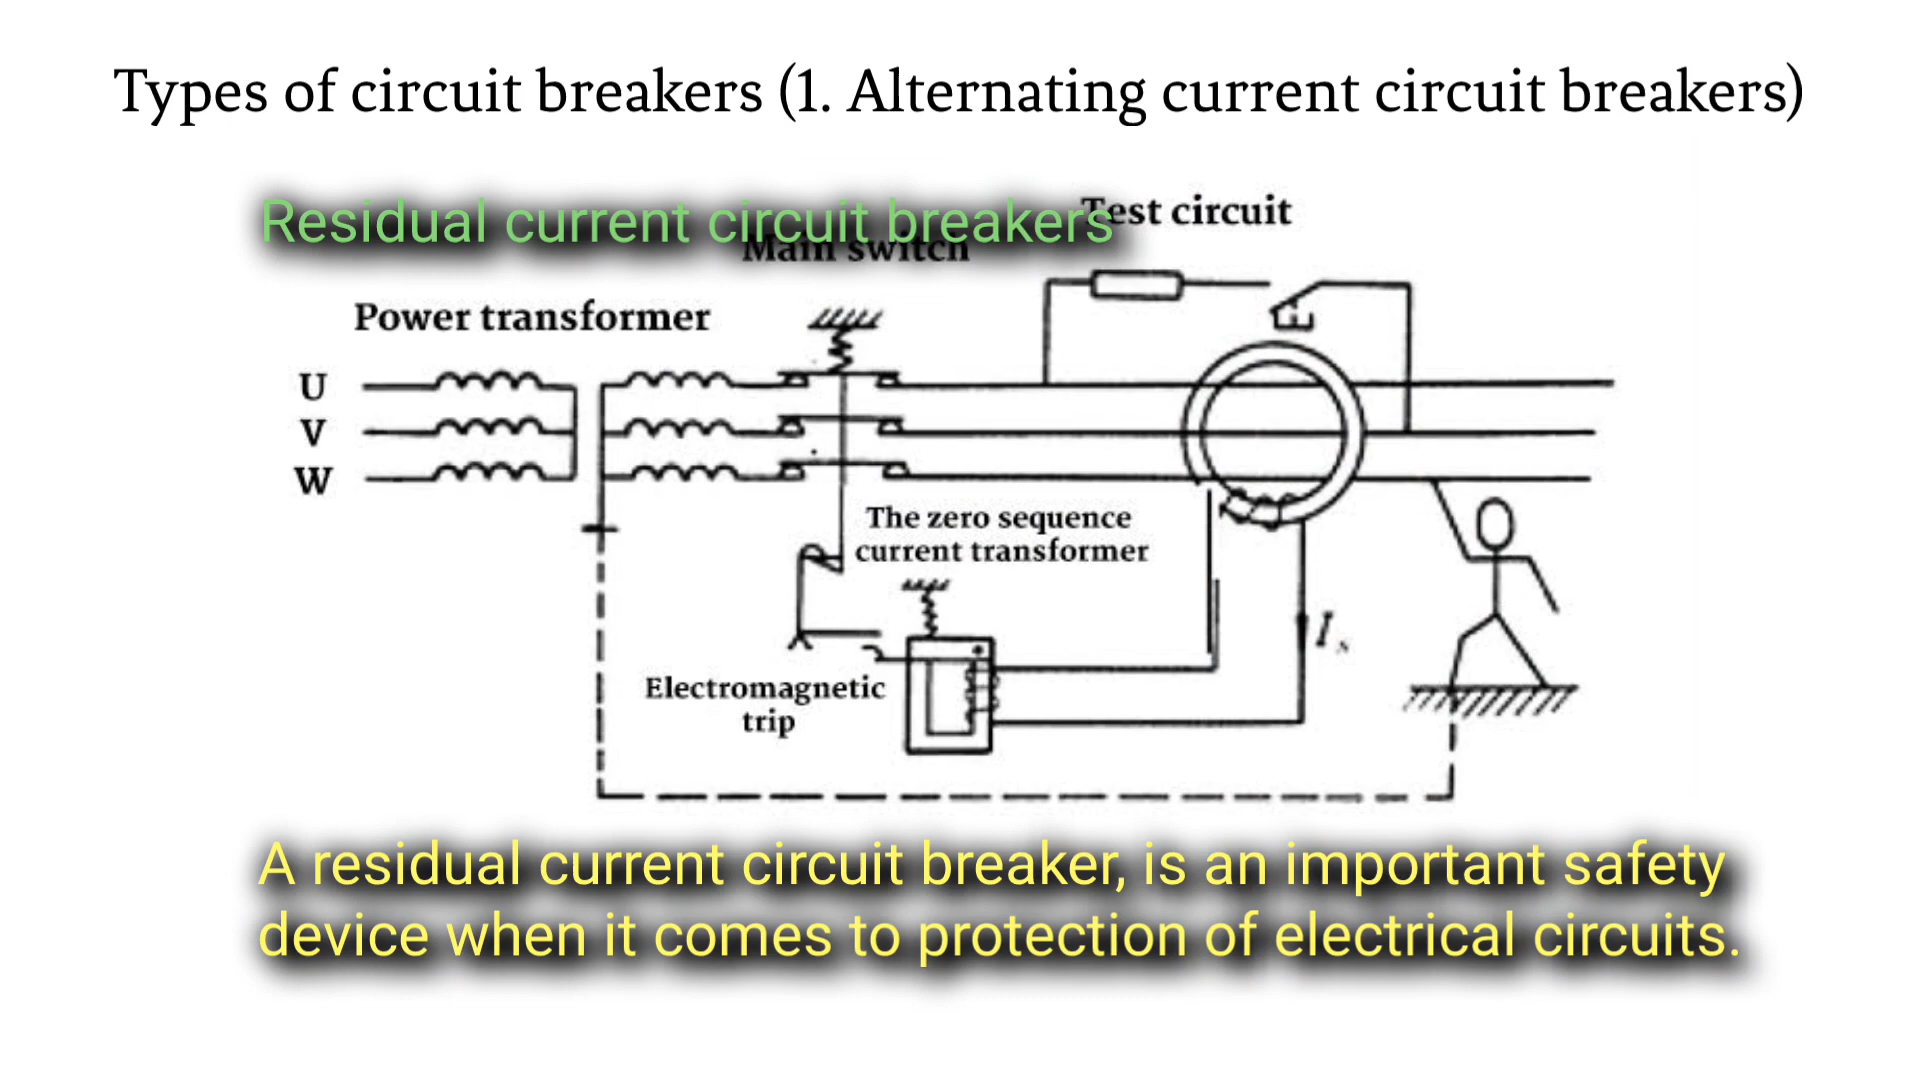 Types of circuit breakers (1. Alternating current circuit breakers)
Residual current circuit breakers
Test circuit
Main switch
Power transformer
U
V
W
The zero sequence
current transformer
Electromagnetic
trip
A residual current circuit breaker, is an important safety
device when it comes to protection of electrical circuits.